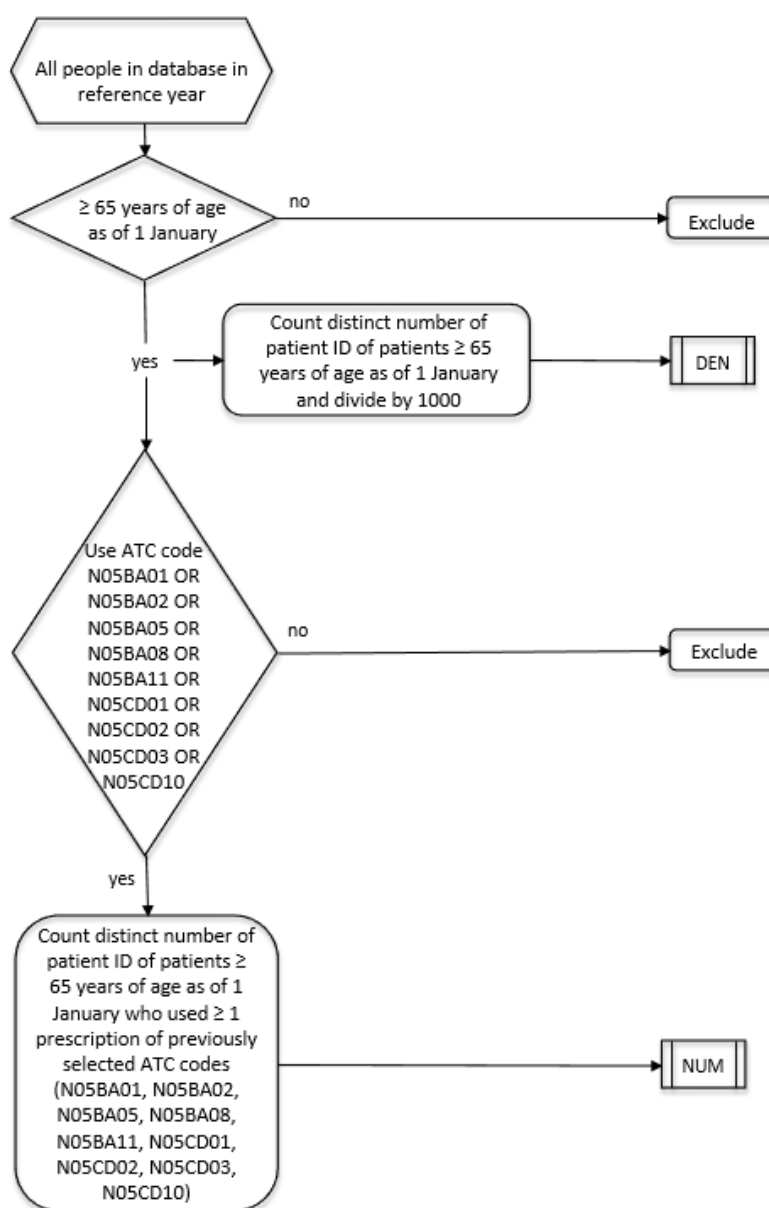 All people in database in
reference year
≥ 65 years of age
as of 1 January
no
Exclude
yes
Count distinct number of
patient ID of patients ≥ 65
years of age as of 1 January
and divide by 1000
DEN
Use ATC code
N05BA01 OR
N05BA02 OR
N05BA05 OR
N05BA08 OR
N05BA11 OR
N05CD01 OR
N05CD02 OR
N05CD03 OR
N05CD10
no
Exclude
yes
Count distinct number of
patient ID of patients ≥
65 years of age as of 1
January who used ≥ 1
prescription of previously
selected ATC codes
(N05BA01, N05BA02,
N05BA05, N05BA08,
N05BA11, N05CD01,
N05CD02, N05CD03,
N05CD10)
NUM